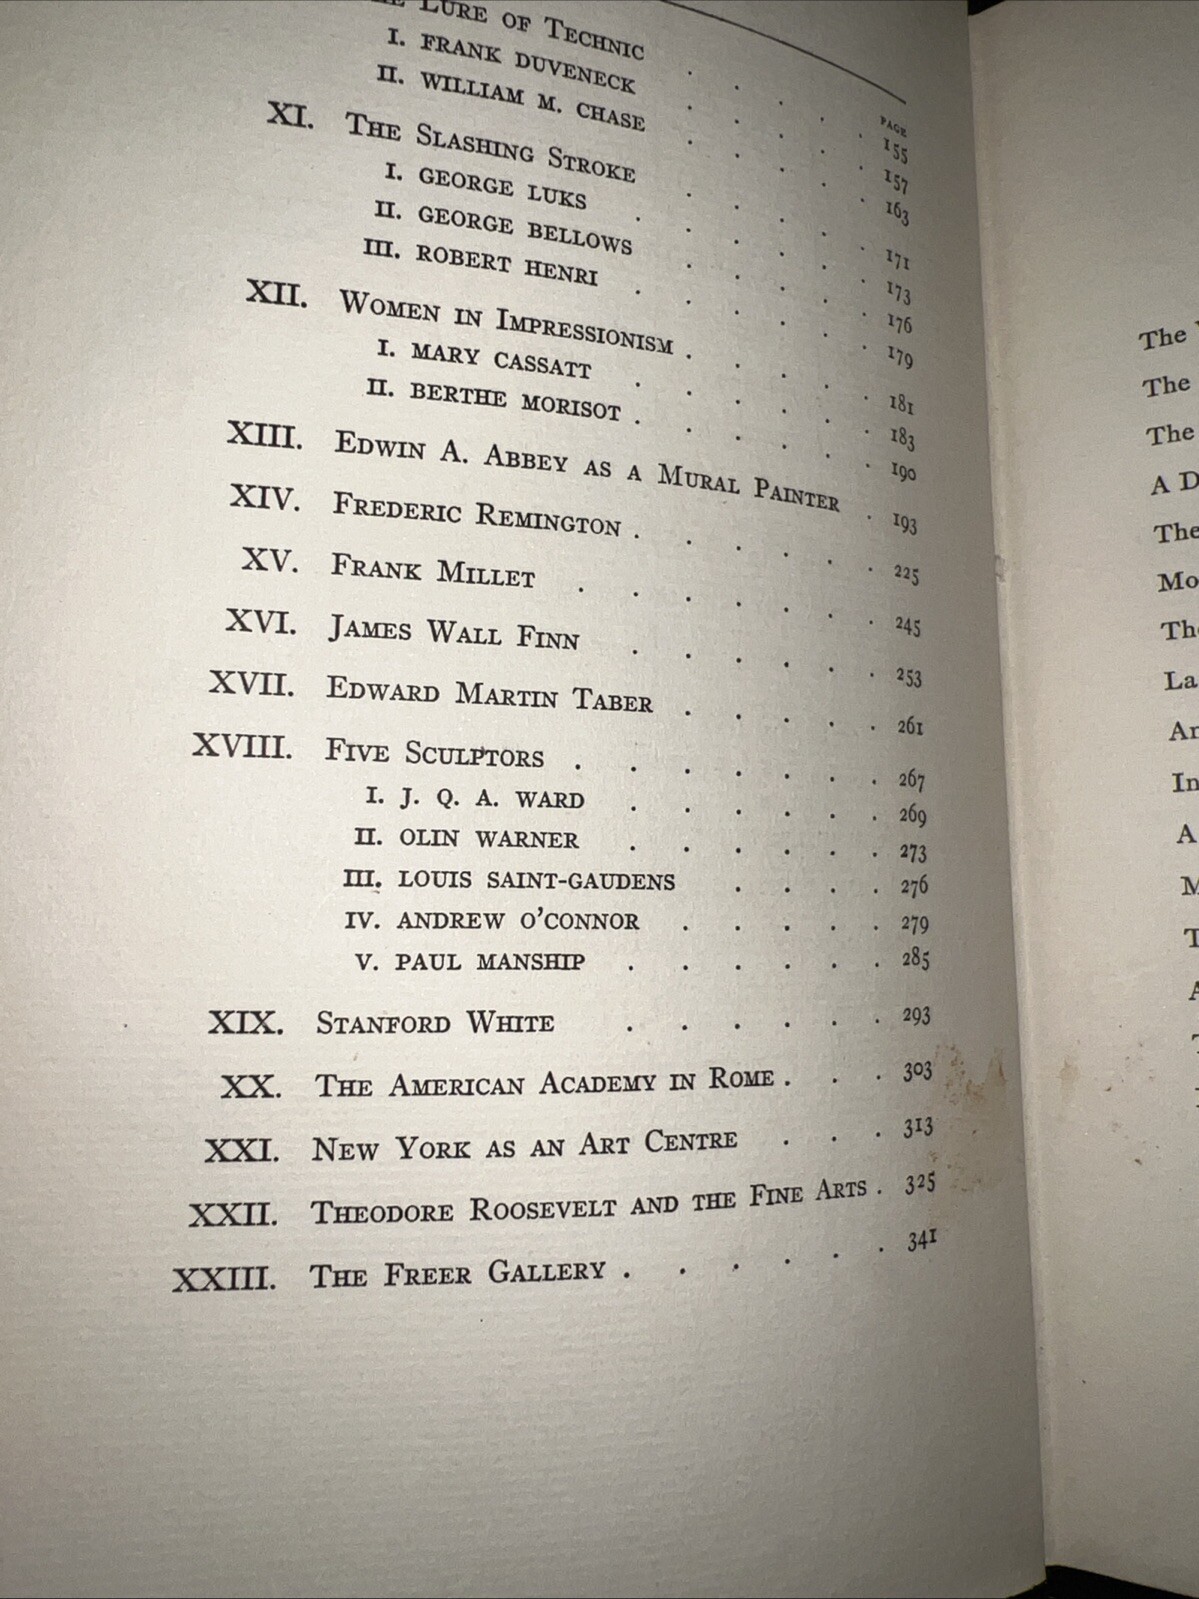 LURE OF TECHNIC . . . . . 155
PAGE
I. FRANK DUVENECK . . . . . 157
II. WILLIAM M. CHASE . . . . . 163
XI. THE SLASHING STROKE . . . . . 171
I. GEORGE LUKS . . . . . 173
II. GEORGE BELLOWS . . . . . 176
III. ROBERT HENRI . . . . . 179
XII. WOMEN IN IMPRESSIONISM . . . . . 181
I. MARY CASSATT . . . . . 183
II. BERTHE MORISOT . . . . . 190
XIII. EDWIN A. ABBEY AS A MURAL PAINTER . 193
XIV. FREDERIC REMINGTON . . . . . . 225
XV. FRANK MILLET . . . . . . 245
XVI. JAMES WALL FINN . . . . . 253
XVII. EDWARD MARTIN TABER . . . . . 261
XVIII. FIVE SCULPTORS . . . . . . . 267
I. J. Q. A. WARD . . . . . . 269
II. OLIN WARNER . . . . . . 273
III. LOUIS SAINT-GAUDENS . . . . 276
IV. ANDREW O'CONNOR . . . . . 279
V. PAUL MANSHIP . . . . . . 285
XIX. STANFORD WHITE . . . . . . 293
XX. THE AMERICAN ACADEMY IN ROME . . . 303
XXI. NEW YORK AS AN ART CENTRE . . . 313
XXII. THEODORE ROOSEVELT AND THE FINE ARTS . 325
XXIII. THE FREER GALLERY . . . . . . 341
The
The
The
A D
The
Mo
The
La
An
In
A
M
T
A